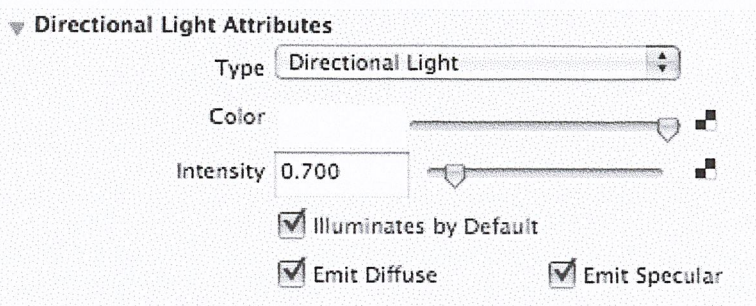 Directional Light Attributes
Type Directional Light
Color
Intensity 0.700
Illuminates by Default
Emit Diffuse Emit Specular